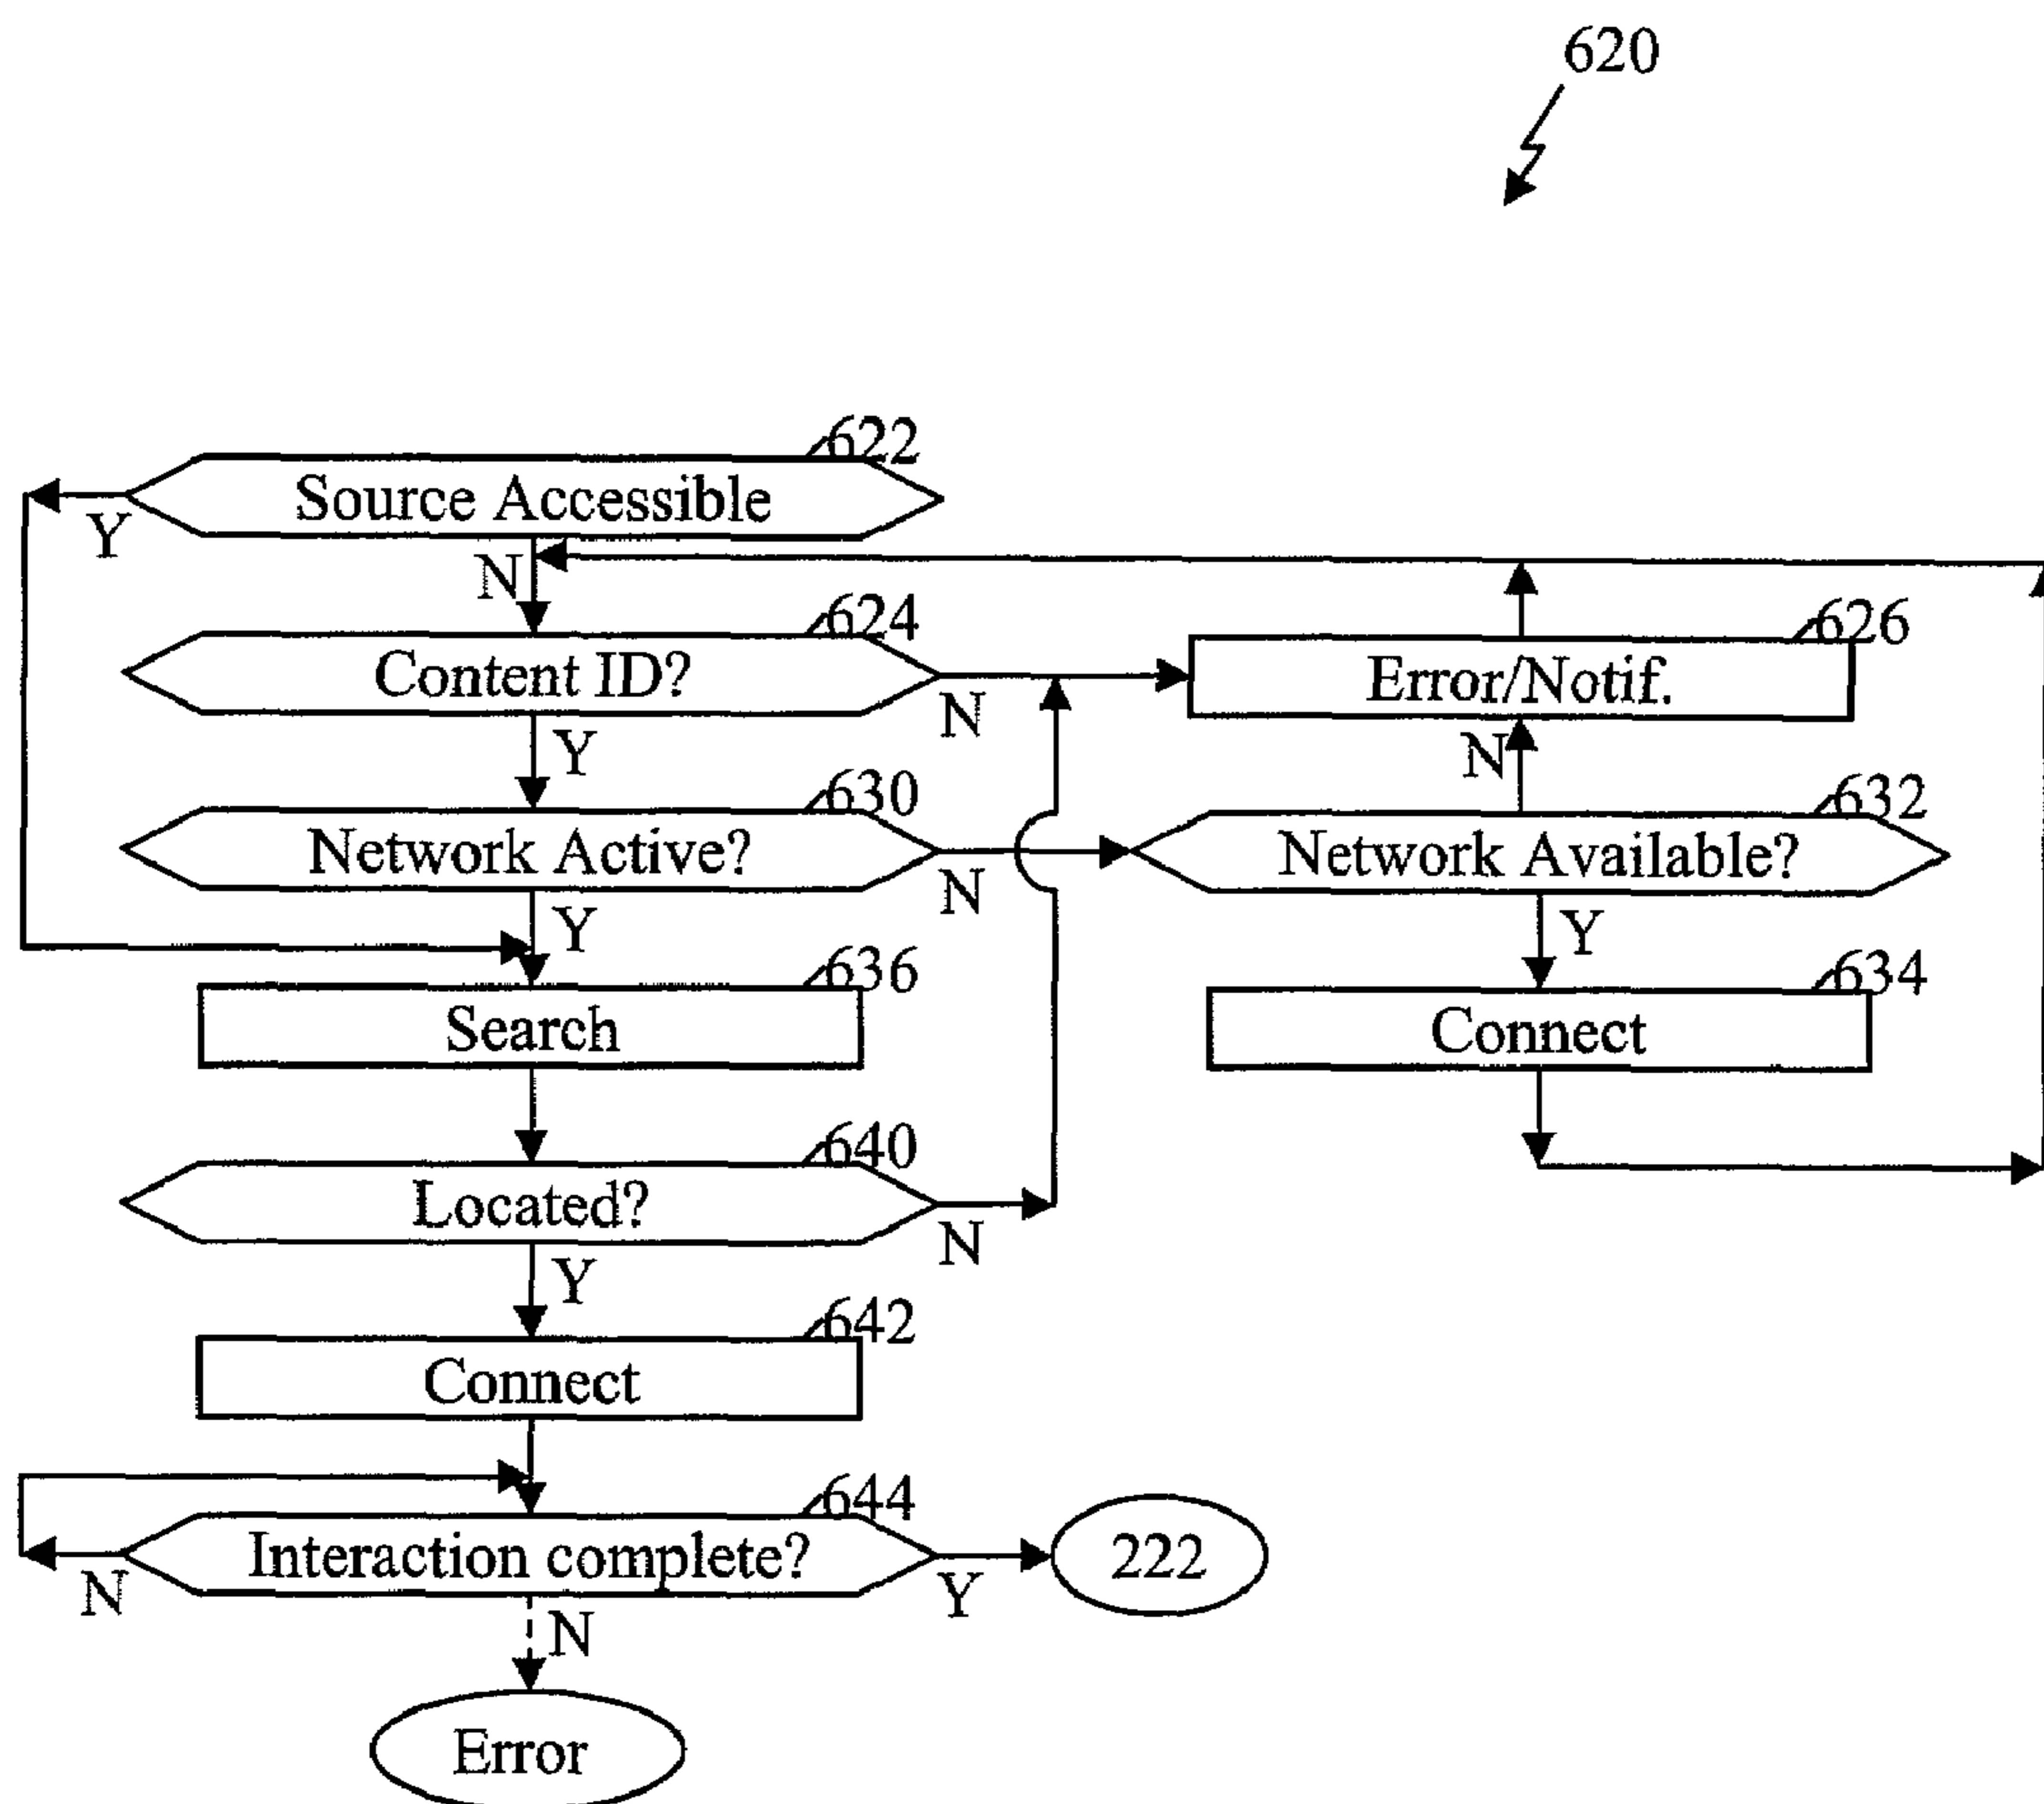 620
622
Source Accessible
Y
N
624
626
Content ID?
Error/Notif.
N
Y
N
630
632
Network Active?
Network Available?
N
Y
Y
636
634
Search
Connect
640
Located?
N
Y
642
Connect
644
Interaction complete?
222
N
Y
N
Error